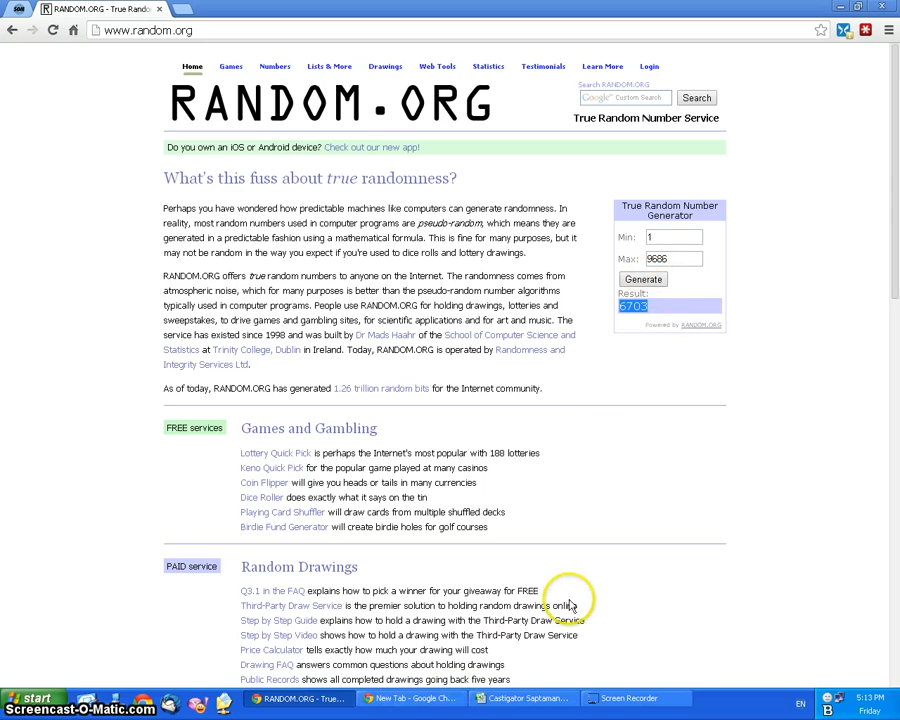 RANDOM.ORG - True Rando
www.random.org
Home Games Numbers Lists & More Drawings Web Tools Statistics Testimonials Learn More Login
Search RANDOM.ORG
RANDOM.ORG
Google™ Custom Search Search
True Random Number Service
Do you own an iOS or Android device? Check out our new app!
What's this fuss about true randomness?
Perhaps you have wondered how predictable machines like computers can generate randomness. In
reality, most random numbers used in computer programs are pseudo-random, which means they are
generated in a predictable fashion using a mathematical formula. This is fine for many purposes, but it
may not be random in the way you expect if you're used to dice rolls and lottery drawings.
RANDOM.ORG offers true random numbers to anyone on the Internet. The randomness comes from
atmospheric noise, which for many purposes is better than the pseudo-random number algorithms
typically used in computer programs. People use RANDOM.ORG for holding drawings, lotteries and
sweepstakes, to drive games and gambling sites, for scientific applications and for art and music. The
service has existed since 1998 and was built by Dr Mads Haahr of the School of Computer Science and
Statistics at Trinity College, Dublin in Ireland. Today, RANDOM.ORG is operated by Randomness and
Integrity Services Ltd.
As of today, RANDOM.ORG has generated 1.26 trillion random bits for the Internet community.
True Random Number
Generator
Min: 1
Max: 9686
Generate
Result:
6703
Powered by RANDOM.ORG
FREE services
Games and Gambling
Lottery Quick Pick is perhaps the Internet's most popular with 188 lotteries
Keno Quick Pick for the popular game played at many casinos
Coin Flipper will give you heads or tails in many currencies
Dice Roller does exactly what it says on the tin
Playing Card Shuffler will draw cards from multiple shuffled decks
Birdie Fund Generator will create birdie holes for golf courses
PAID service
Random Drawings
Q3.1 in the FAQ explains how to pick a winner for your giveaway for FREE
Third-Party Draw Service is the premier solution to holding random drawings online
Step by Step Guide explains how to hold a drawing with the Third-Party Draw Service
Step by Step Video shows how to hold a drawing with the Third-Party Draw Service
Price Calculator tells exactly how much your drawing will cost
Drawing FAQ answers common questions about holding drawings
Public Records shows all completed drawings going back five years
start
RANDOM.ORG - True...
New Tab - Google Ch...
Castigator Saptaman...
Screen Recorder
EN
5:13 PM
Friday
Screencast-O-Matic.com